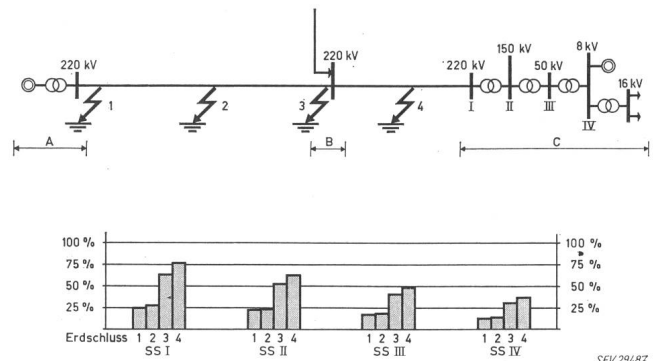 220 kV
220 kV
220 kV
150 kV
50 kV
8 kV
16 kV
1
2
3
4
I
II
III
IV
A
B
C
100 %
75 %
50 %
25 %
100 %
75 %
50 %
25 %
Erdschluss 1 2 3 4 1 2 3 4 1 2 3 4 1 2 3 4
SS I SS II SS III SS IV
SEV 29487